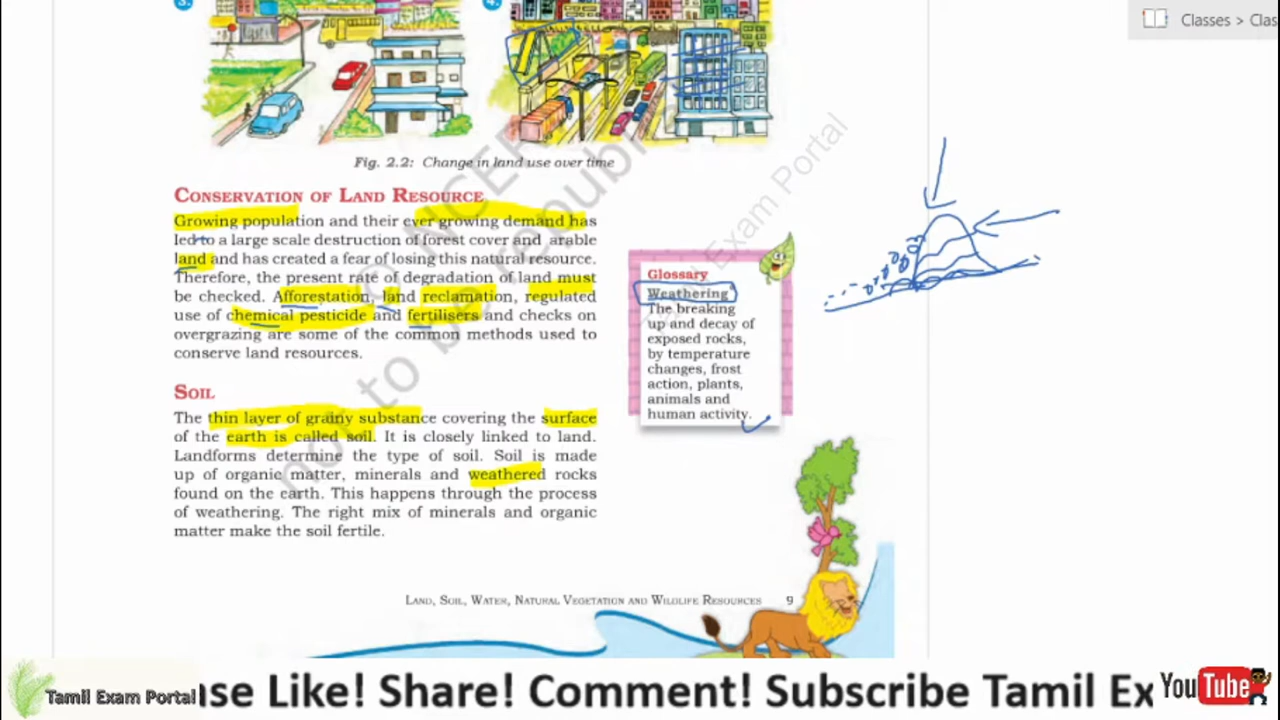 3.
4.
Classes > Clas
Fig. 2.2: Change in land use over time
CONSERVATION OF LAND RESOURCE
Growing population and their ever growing demand has
led to a large scale destruction of forest cover and arable
land and has created a fear of losing this natural resource.
Therefore, the present rate of degradation of land must
be checked. Afforestation, land reclamation, regulated
use of chemical pesticide and fertilisers and checks on
overgrazing are some of the common methods used to
conserve land resources.
SOIL
The thin layer of grainy substance covering the surface
of the earth is called soil. It is closely linked to land.
Landforms determine the type of soil. Soil is made
up of organic matter, minerals and weathered rocks
found on the earth. This happens through the process
of weathering. The right mix of minerals and organic
matter make the soil fertile.
Glossary
Weathering
The breaking
up and decay of
exposed rocks,
by temperature
changes, frost
action, plants,
animals and
human activity.
not to be republ
Exam Portal
LAND, SOIL, WATER, NATURAL VEGETATION AND WILDLIFE RESOURCES 9
Tamil Exam Portal
ase Like! Share! Comment! Subscribe Tamil Ex
YouTube